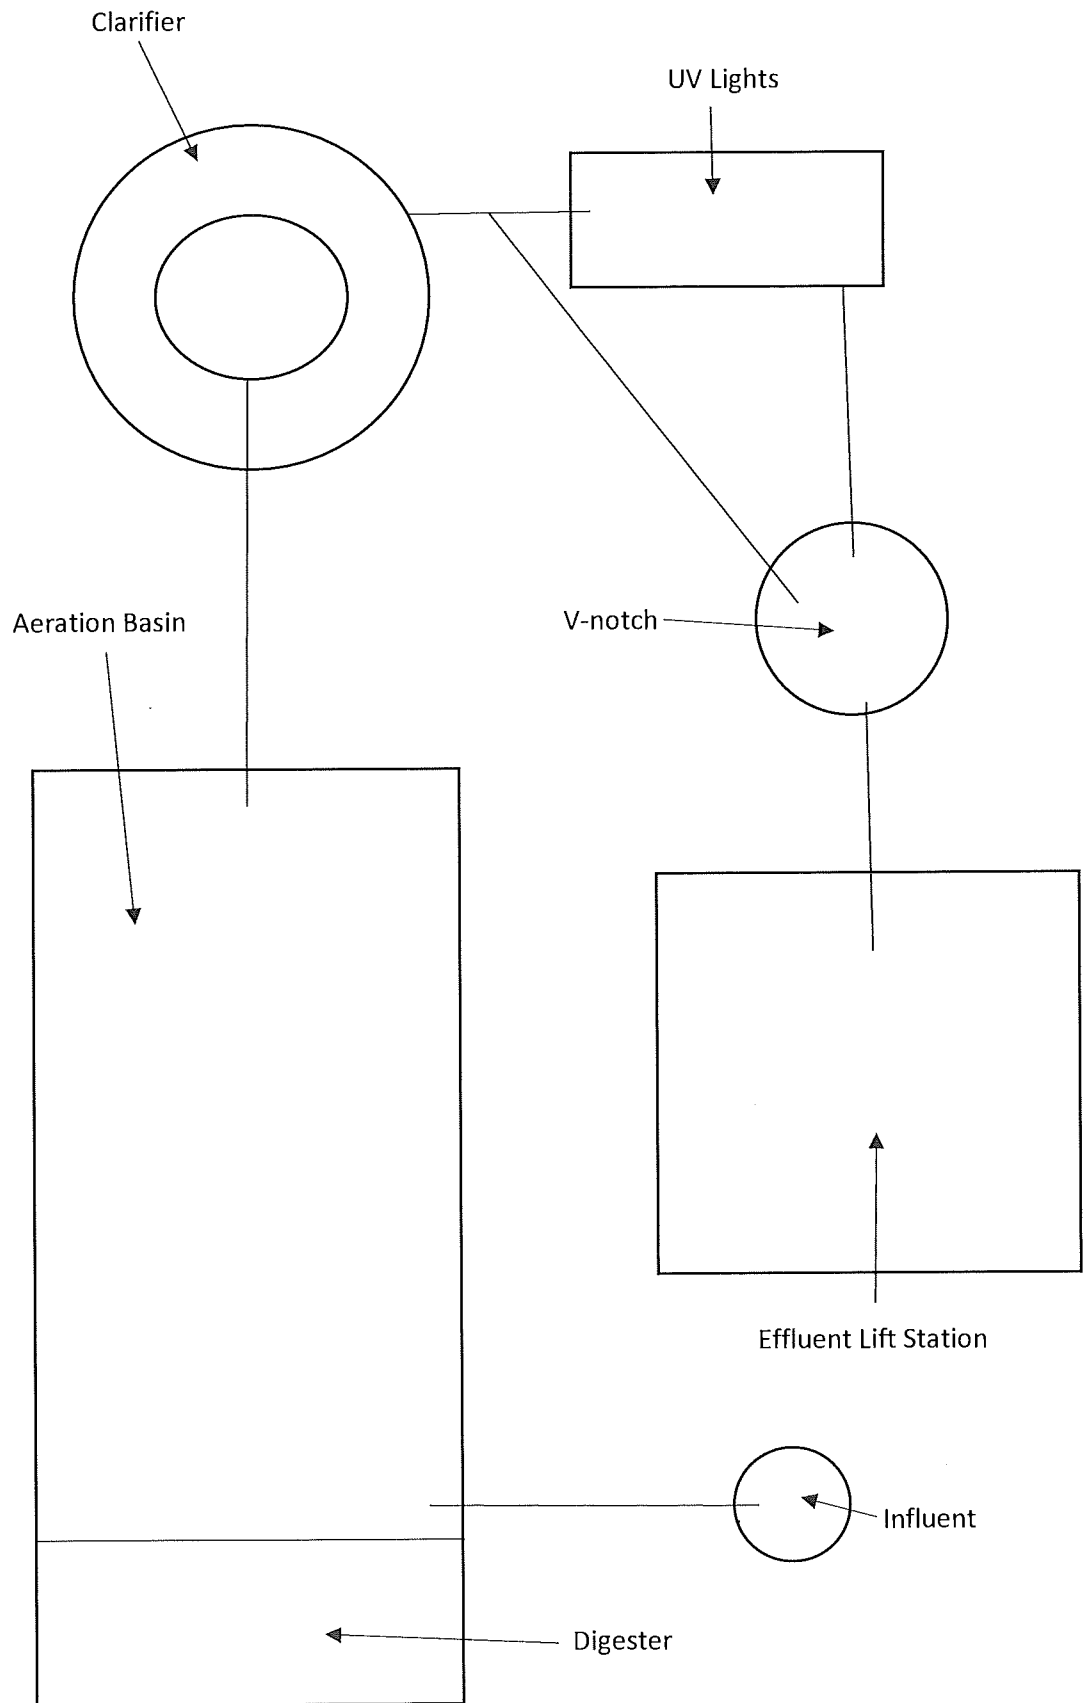 Clarifier
UV Lights
Aeration Basin
V-notch
Effluent Lift Station
Influent
Digester